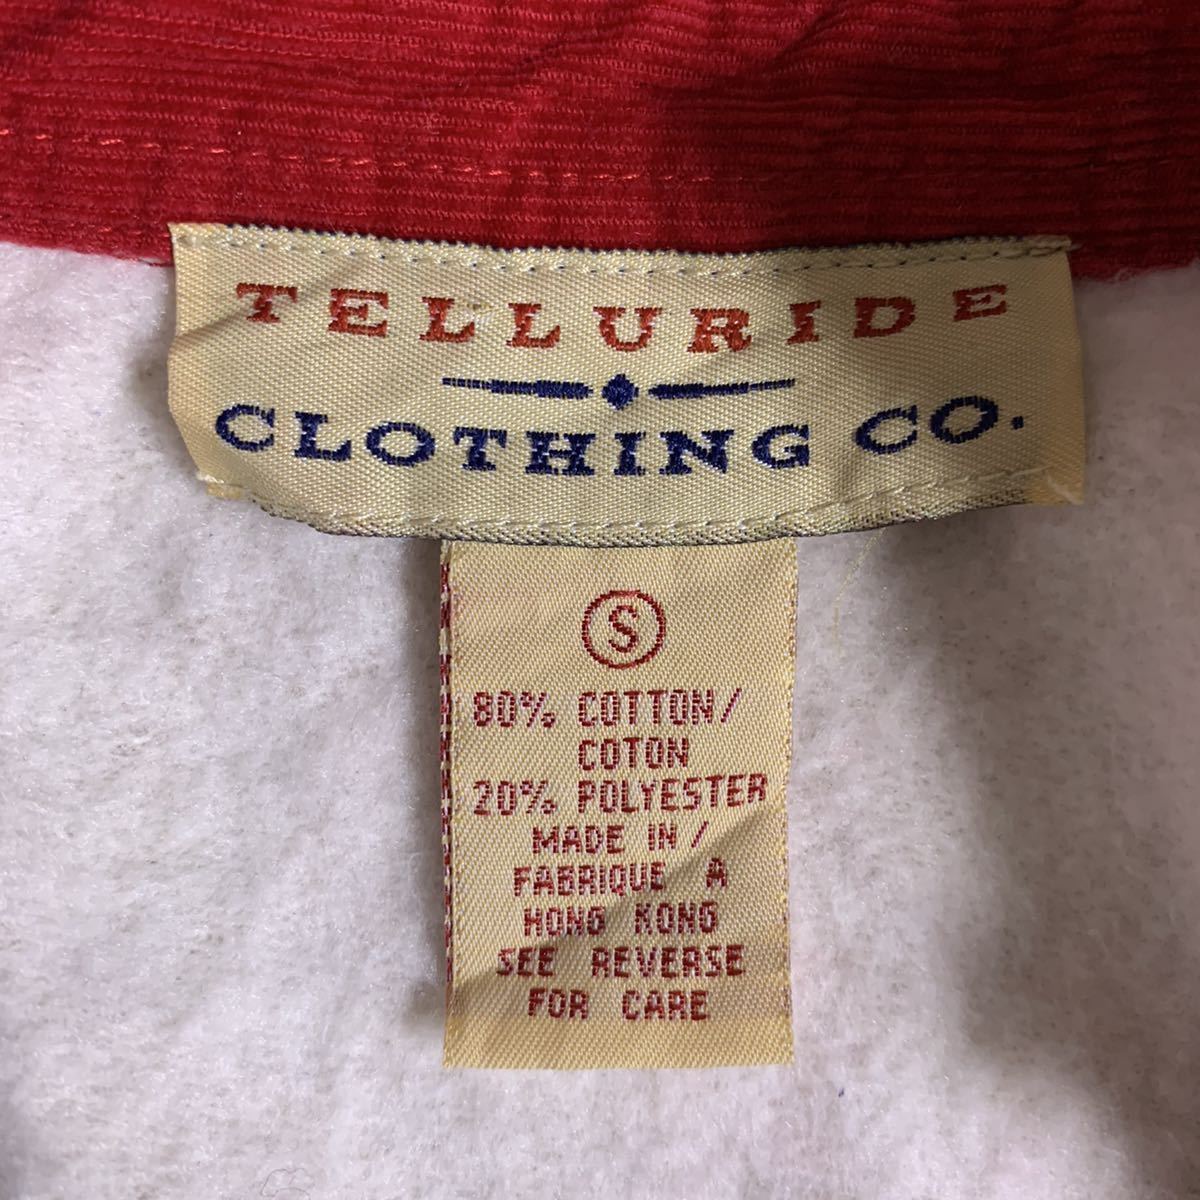 TELLURIDE
CLOTHING CO.
S
80% COTTON/
COTON
20% POLYESTER
MADE IN/
FABRIQUE A
HONG KONG
SEE REVERSE
FOR CARE